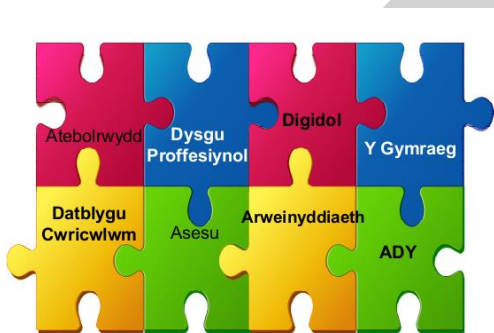 Atebolrwydd
Dysgu
Proffesiynol
Digidol
Y Gymraeg
Datblygu
Cwricwlwm
Asesu
Arweinyddiaeth
ADY